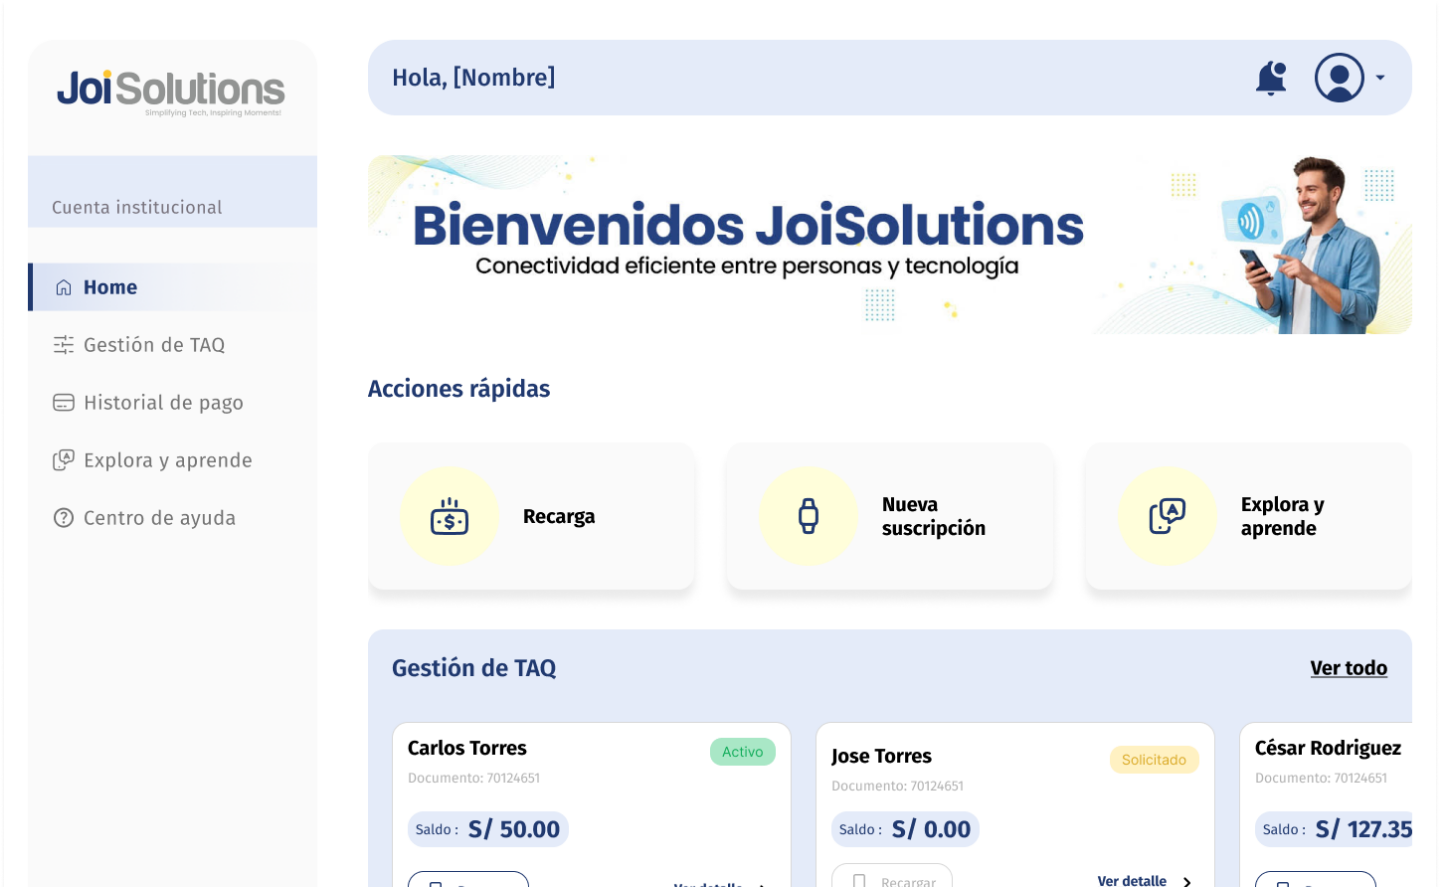 JoiSolutions
Simplifying Tech, Inspiring Moments!
Cuenta institucional
Home
Gestión de TAQ
Historial de pago
Explora y aprende
Centro de ayuda
Hola, [Nombre]
Bienvenidos JoiSolutions
Conectividad eficiente entre personas y tecnología
Acciones rápidas
Recarga
Nueva
suscripción
Explora y
aprende
Gestión de TAQ
Ver todo
Carlos Torres
Activo
Documento: 70124651
Saldo : S/ 50.00
Ver detalle
Jose Torres
Solicitado
Documento: 70124651
Saldo : S/ 0.00
Recargar
Ver detalle
César Rodriguez
Documento: 70124651
Saldo : S/ 127.35